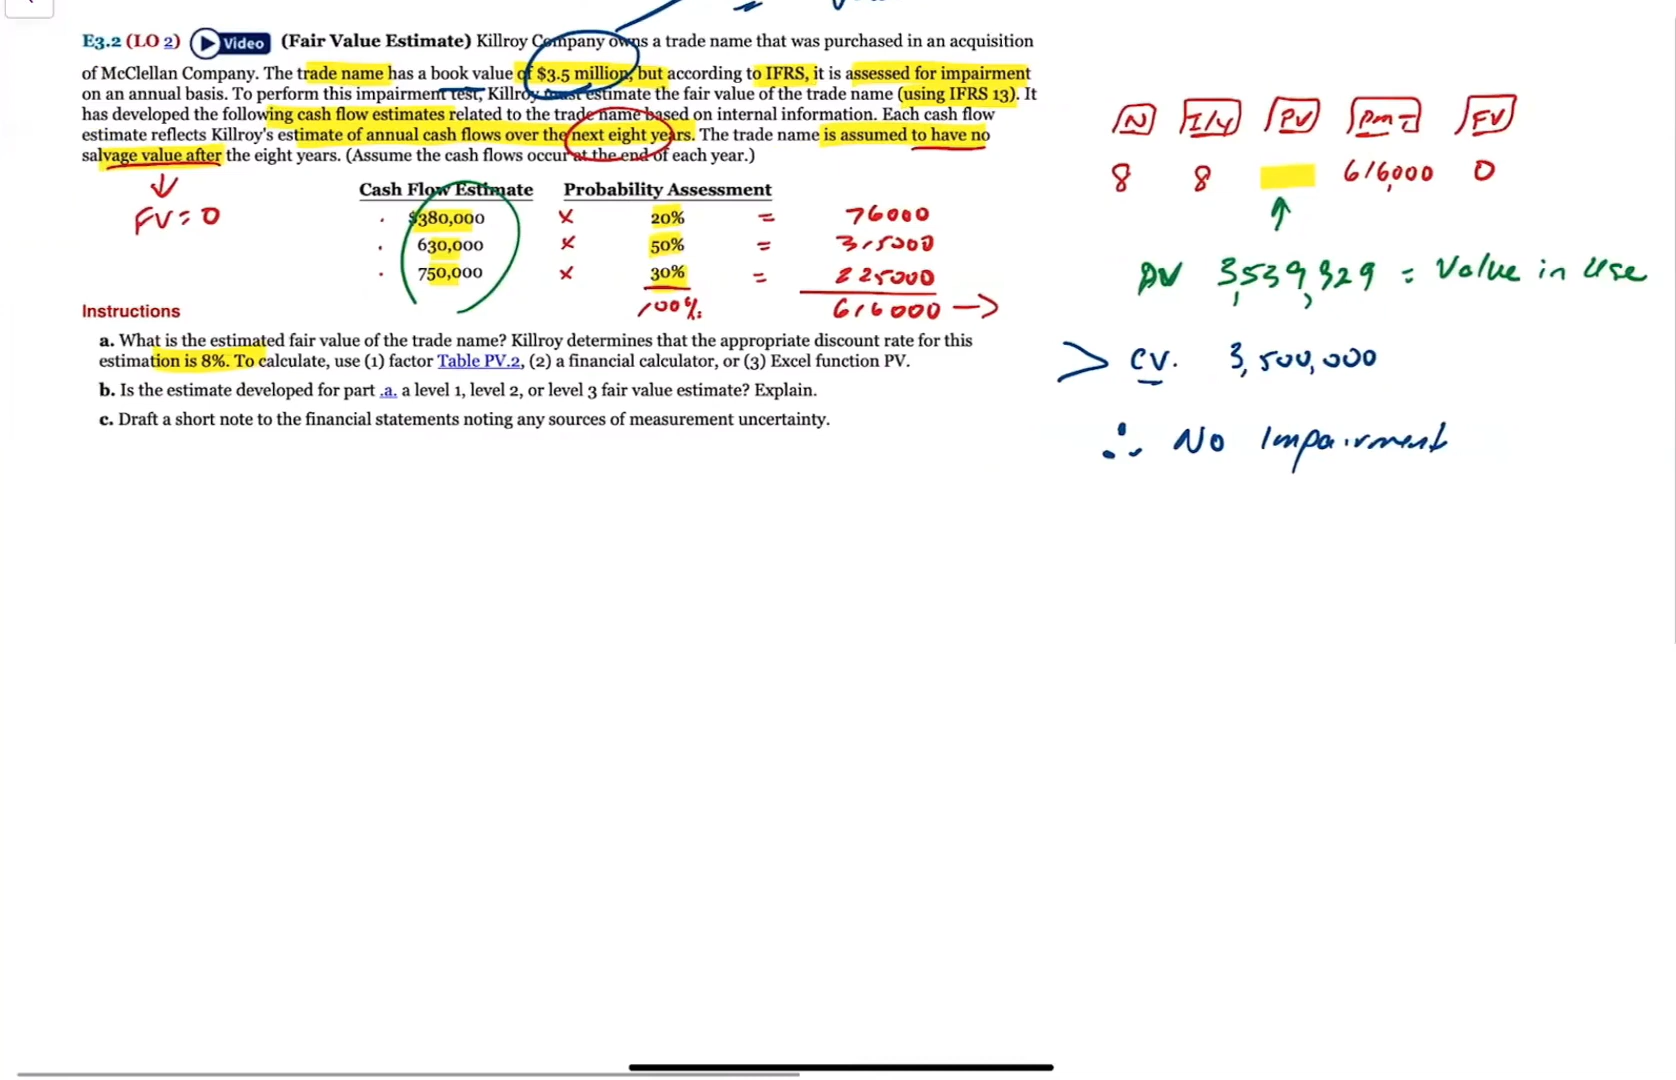 E3.2 (LO 2) Video (Fair Value Estimate) Killroy Company owns a trade name that was purchased in an acquisition
of McClellan Company. The trade name has a book value of $3.5 million, but according to IFRS, it is assessed for impairment
on an annual basis. To perform this impairment test, Killroy must estimate the fair value of the trade name (using IFRS 13). It
has developed the following cash flow estimates related to the trade name based on internal information. Each cash flow
estimate reflects Killroy's estimate of annual cash flows over the next eight years. The trade name is assumed to have no
salvage value after the eight years. (Assume the cash flows occur at the end of each year.)
FV = 0
Cash Flow Estimate Probability Assessment
$380,000 × 20% = 76000
630,000 × 50% = 315000
750,000 × 30% = 225000
100% 616000 →
Instructions
a. What is the estimated fair value of the trade name? Killroy determines that the appropriate discount rate for this
estimation is 8%. To calculate, use (1) factor Table PV.2, (2) a financial calculator, or (3) Excel function PV.
b. Is the estimate developed for part .a. a level 1, level 2, or level 3 fair value estimate? Explain.
c. Draft a short note to the financial statements noting any sources of measurement uncertainty.
N I/Y PV PMT FV
8 8 616,000 0
PV 3,539,929 = Value in Use
> CV. 3,500,000
∴ No Impairment